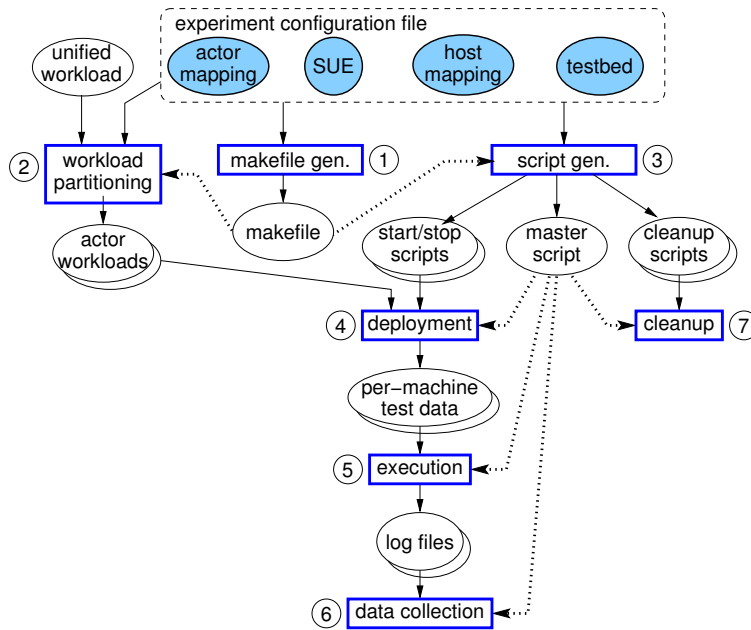 experiment configuration file
unified
workload
actor
mapping
SUE
host
mapping
testbed
2
workload
partitioning
makefile gen.
1
script gen.
3
actor
workloads
makefile
start/stop
scripts
master
script
cleanup
scripts
4
deployment
cleanup
7
per−machine
test data
5
execution
log files
6
data collection